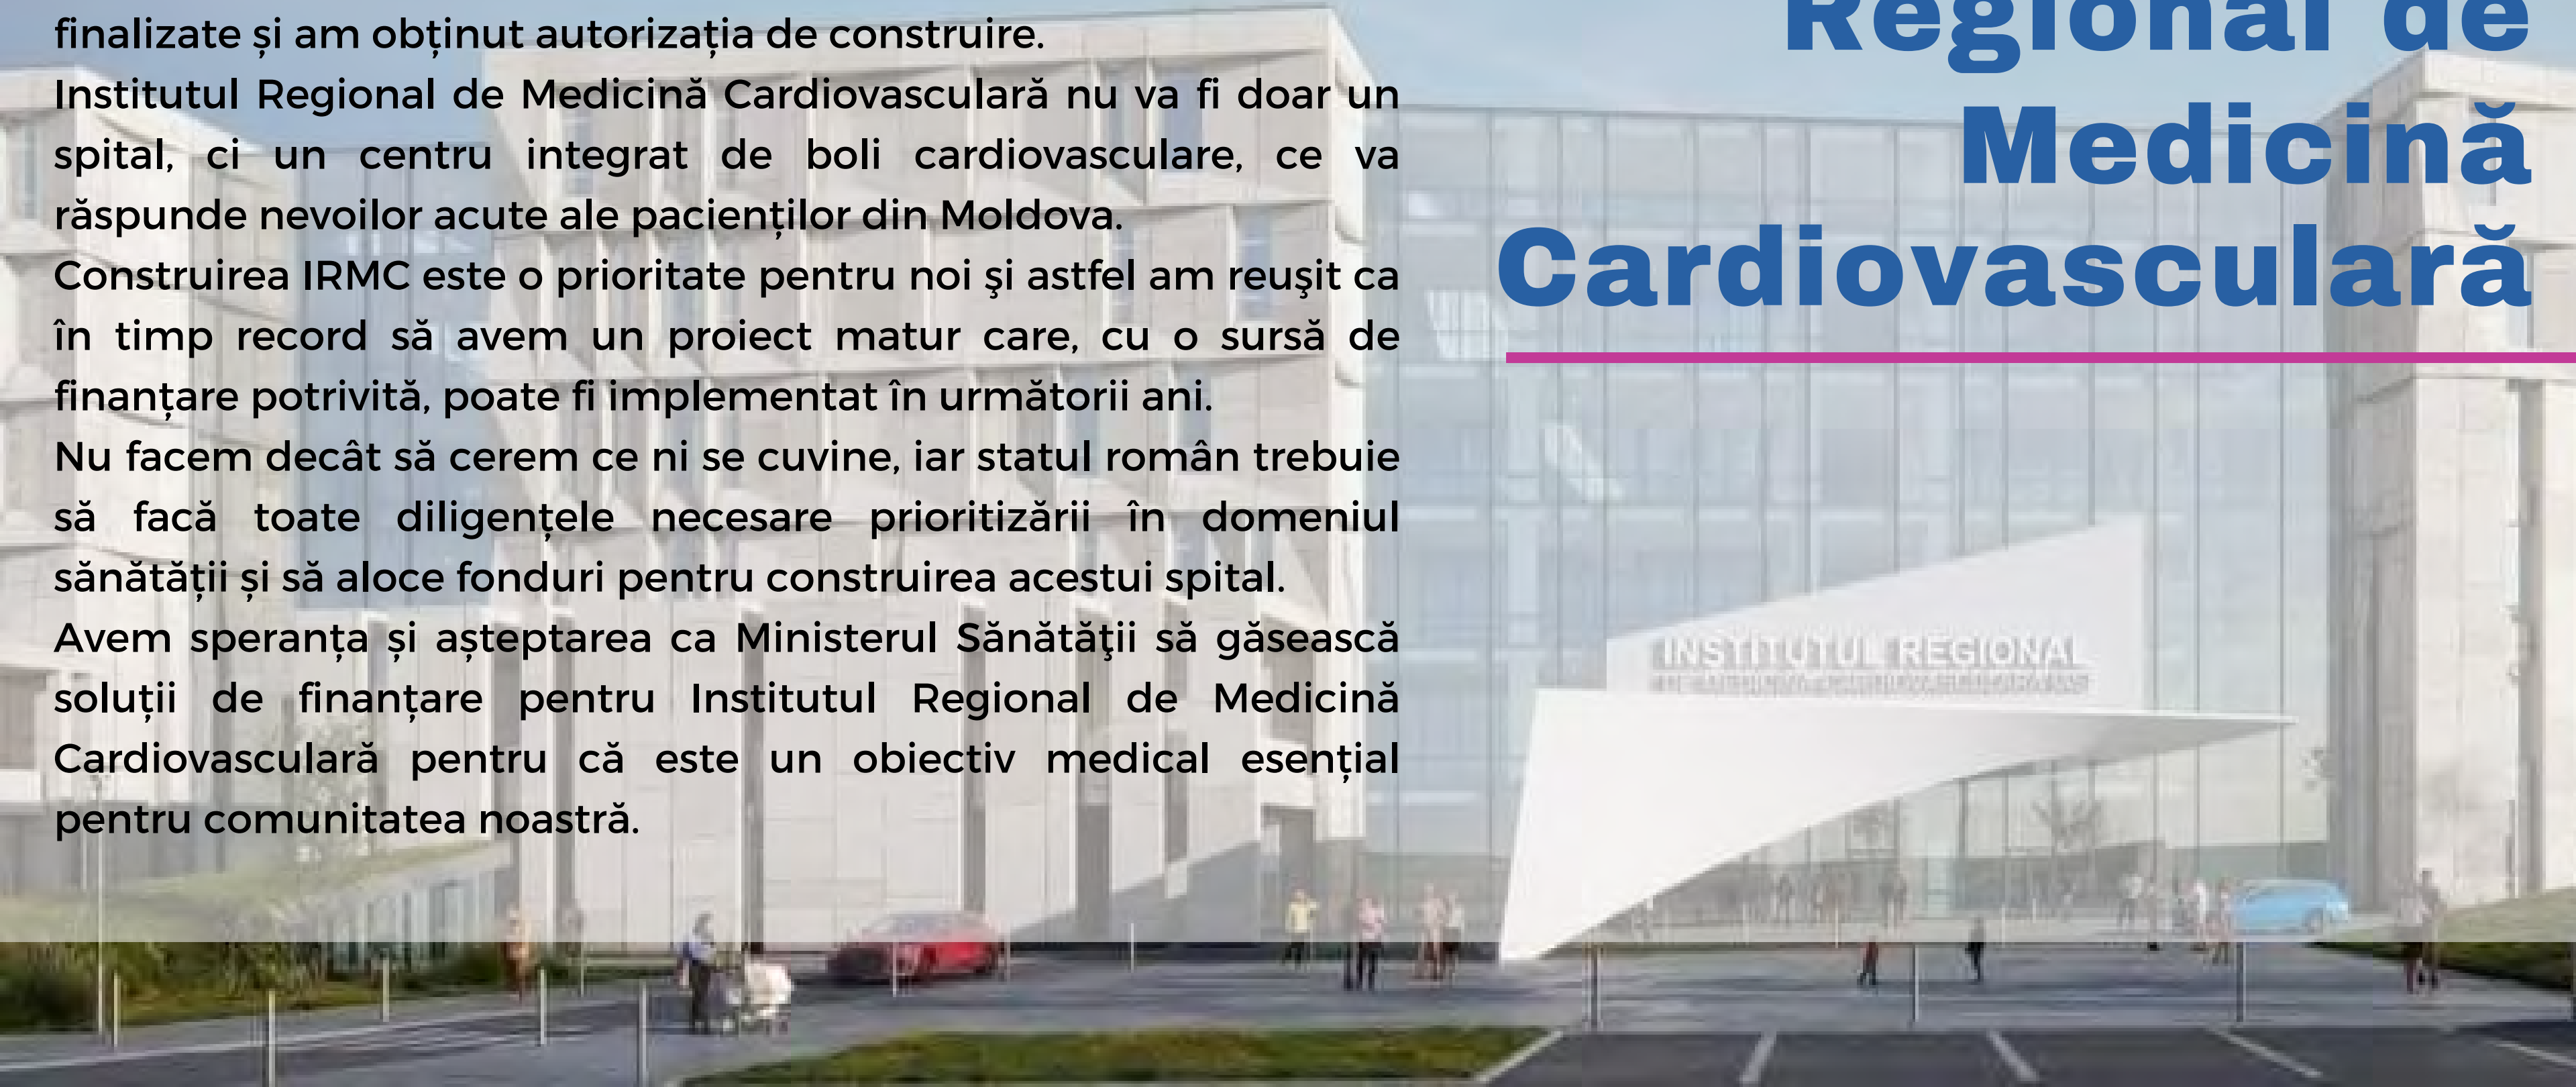 finalizate și am obținut autorizația de construire.
Institutul Regional de Medicină Cardiovasculară nu va fi doar un
spital, ci un centru integrat de boli cardiovasculare, ce va
răspunde nevoilor acute ale pacienților din Moldova.
Construirea IRMC este o prioritate pentru noi şi astfel am reuşit ca
în timp record să avem un proiect matur care, cu o sursă de
finanțare potrivită, poate fi implementat în următorii ani.
Nu facem decât să cerem ce ni se cuvine, iar statul român trebuie
să facă toate diligențele necesare prioritizării în domeniul
sănătății și să aloce fonduri pentru construirea acestui spital.
Avem speranța și așteptarea ca Ministerul Sănătăţii să găsească
soluții de finanțare pentru Institutul Regional de Medicină
Cardiovasculară pentru că este un obiectiv medical esențial
pentru comunitatea noastră.
Regional de
Medicină
Cardiovasculară
INSTITUTUL REGIONAL